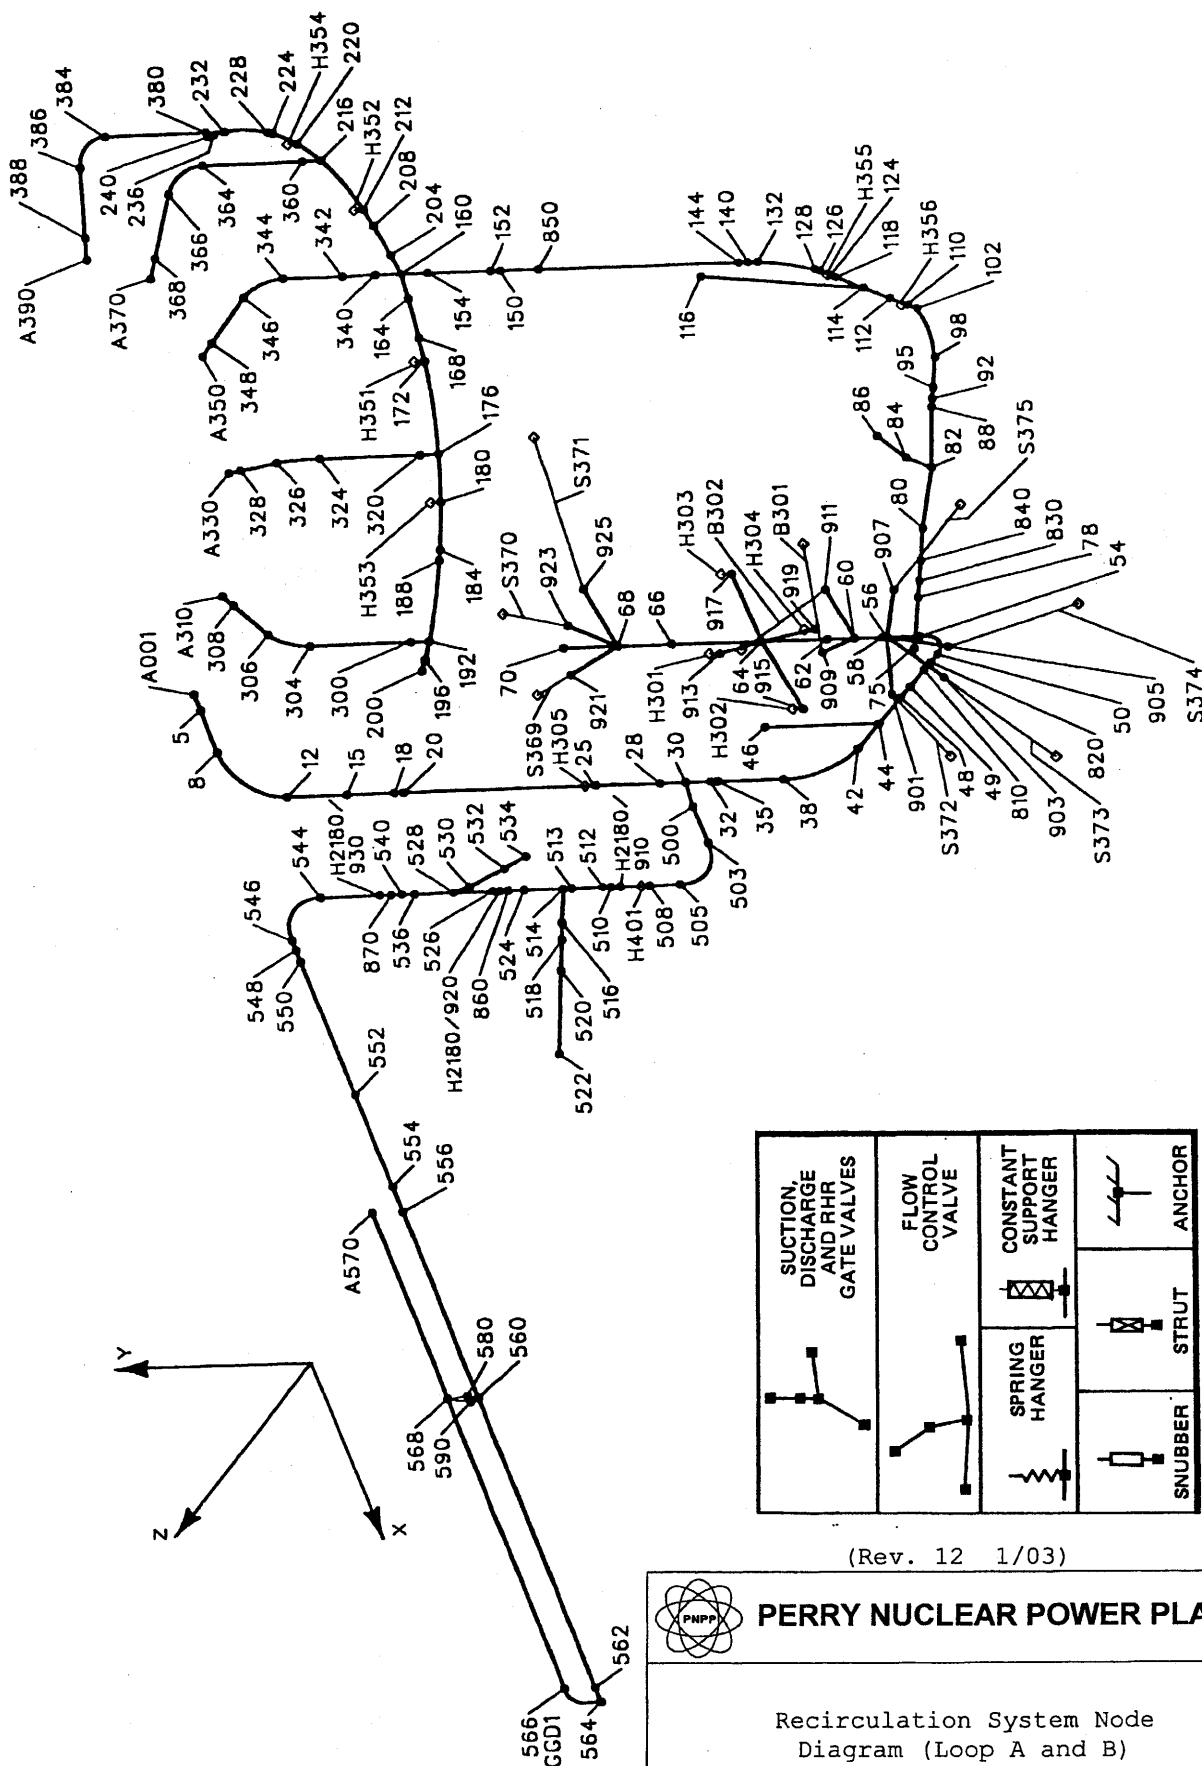 384
386
388
A390
380
232
228
224
H354
220
240
236
216
H352
212
364
360
208
366
344
204
A370
368
342
160
152
850
144
140
132
128
126
H355
124
118
H356
110
102
346
340
154
150
116
114
112
98
A350
348
164
168
95
92
H351
172
176
86
84
88
82
S375
A330
328
326
324
320
180
S371
H303
B302
H304
B301
911
907
80
840
830
78
54
H353
188
184
S370
923
925
917
919
60
56
A310
308
306
304
300
192
68
66
A001
196
200
70
H301
913
64
915
62
909
58
75
50
905
S374
5
8
921
S369
H305
H302
46
44
901
S372
48
49
810
903
S373
820
12
15
18
20
25
28
30
42
32
35
38
544
H2180/
930
540
528
530
532
534
513
512
H2180/
910
500
503
546
870
536
526
514
510
H401
508
505
548
550
H2180/920
860
524
518
516
520
522
552
554
556
A570
Y
Z
X
580
560
568
590
566
GGD1
564
562
SUCTION,
DISCHARGE
AND RHR
GATE VALVES
FLOW
CONTROL
VALVE
SPRING
HANGER
CONSTANT
SUPPORT
HANGER
SNUBBER
STRUT
ANCHOR
(Rev. 12 1/03)
PNPP
PERRY NUCLEAR POWER PLA
Recirculation System Node
Diagram (Loop A and B)